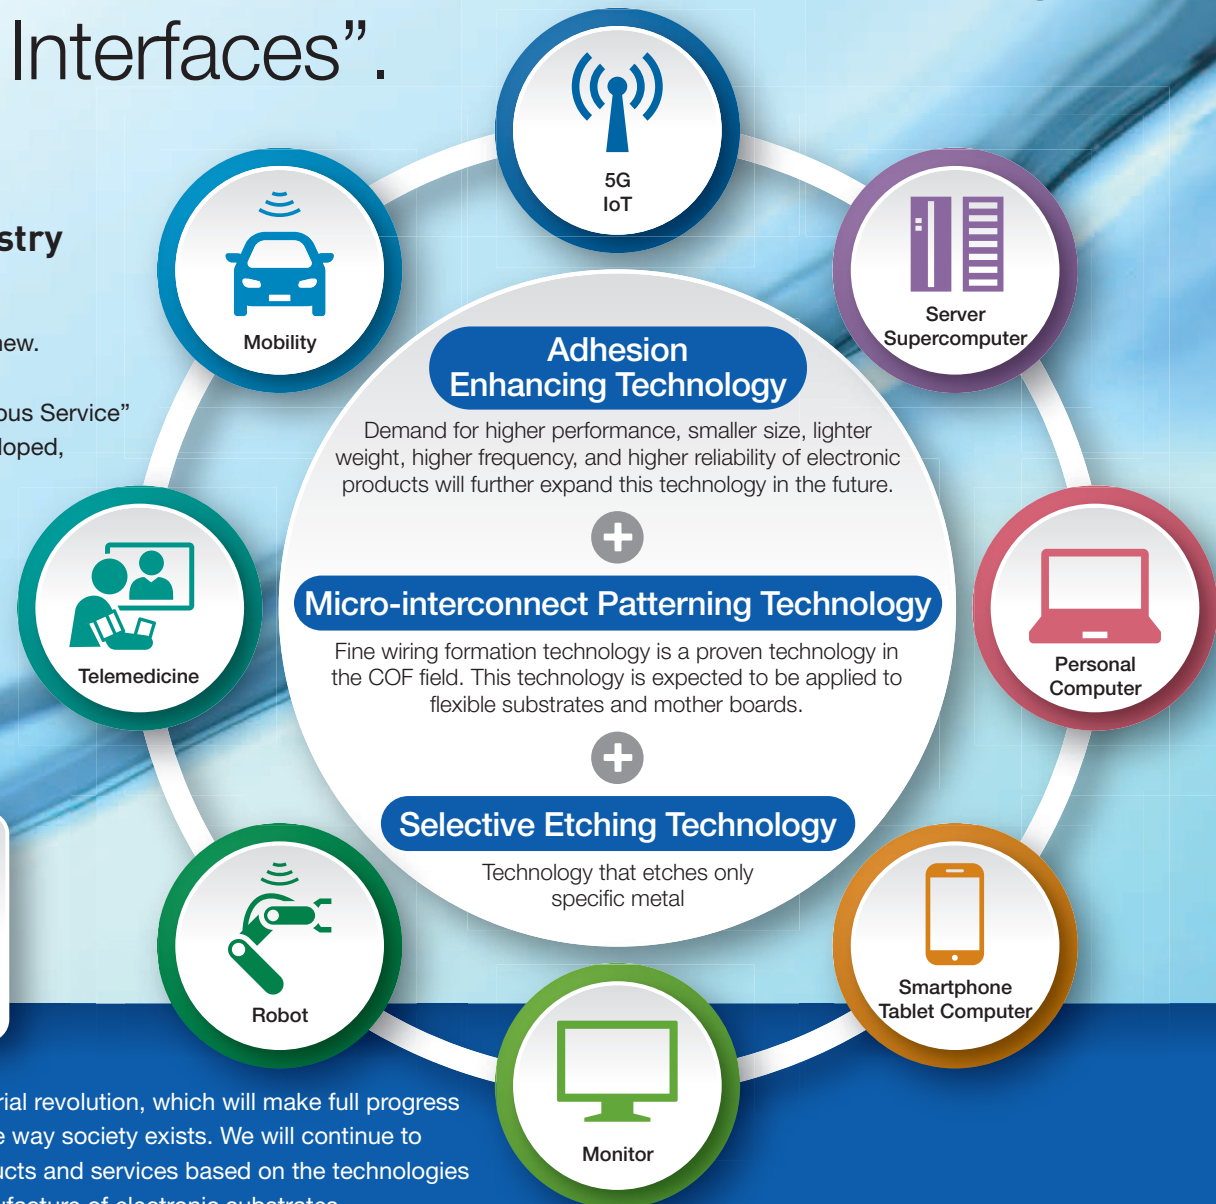 Interfaces”.
stry
new.
ous Service”
loped,
5G
IoT
Server
Supercomputer
Personal
Computer
Smartphone
Tablet Computer
Monitor
Robot
Telemedicine
Mobility
Adhesion
Enhancing Technology
Demand for higher performance, smaller size, lighter
weight, higher frequency, and higher reliability of electronic
products will further expand this technology in the future.
Micro-interconnect Patterning Technology
Fine wiring formation technology is a proven technology in
the COF field. This technology is expected to be applied to
flexible substrates and mother boards.
Selective Etching Technology
Technology that etches only
specific metal
rial revolution, which will make full progress
e way society exists. We will continue to
ucts and services based on the technologies
ufacture of electronic substrates